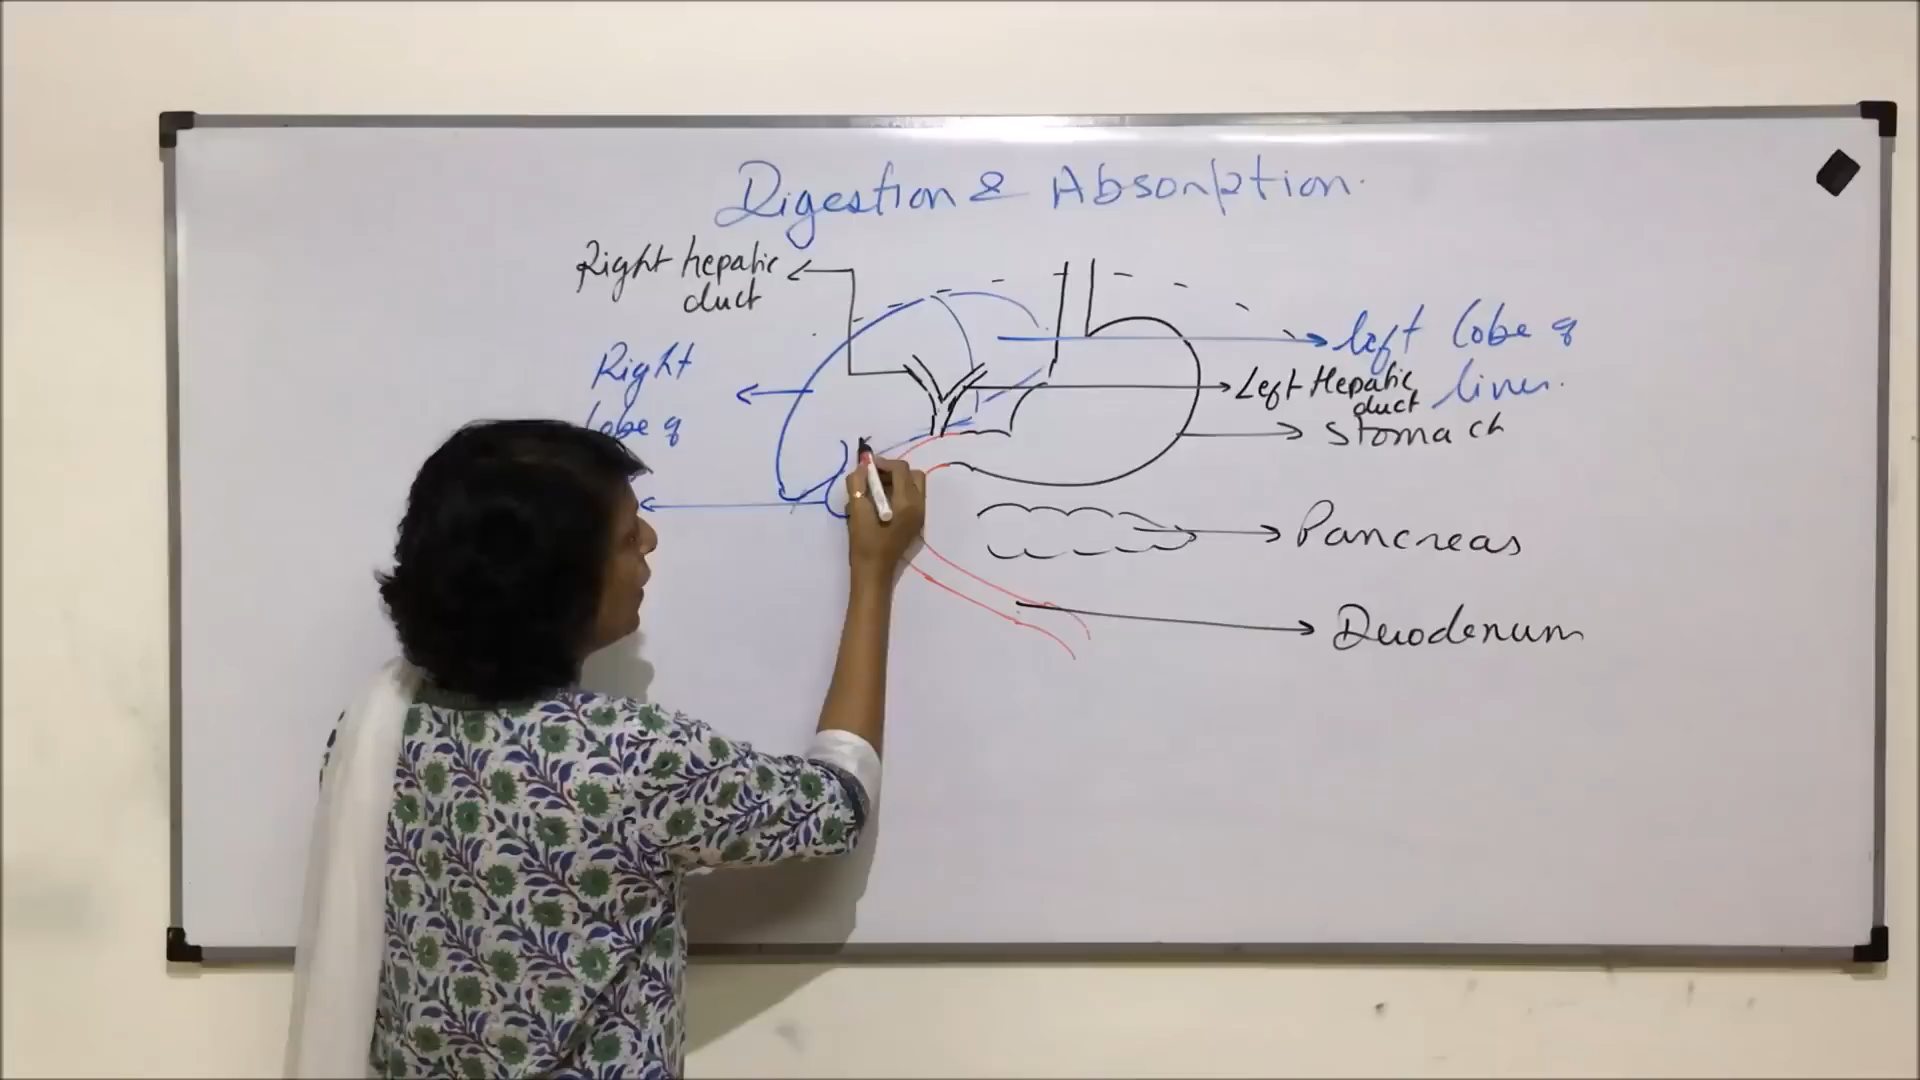 Digestion & Absorption.
Right hepatic
duct
Right
Lobe of
left Lobe of
liver.
Left Hepatic
duct
Stomach
Pancreas
Duodenum